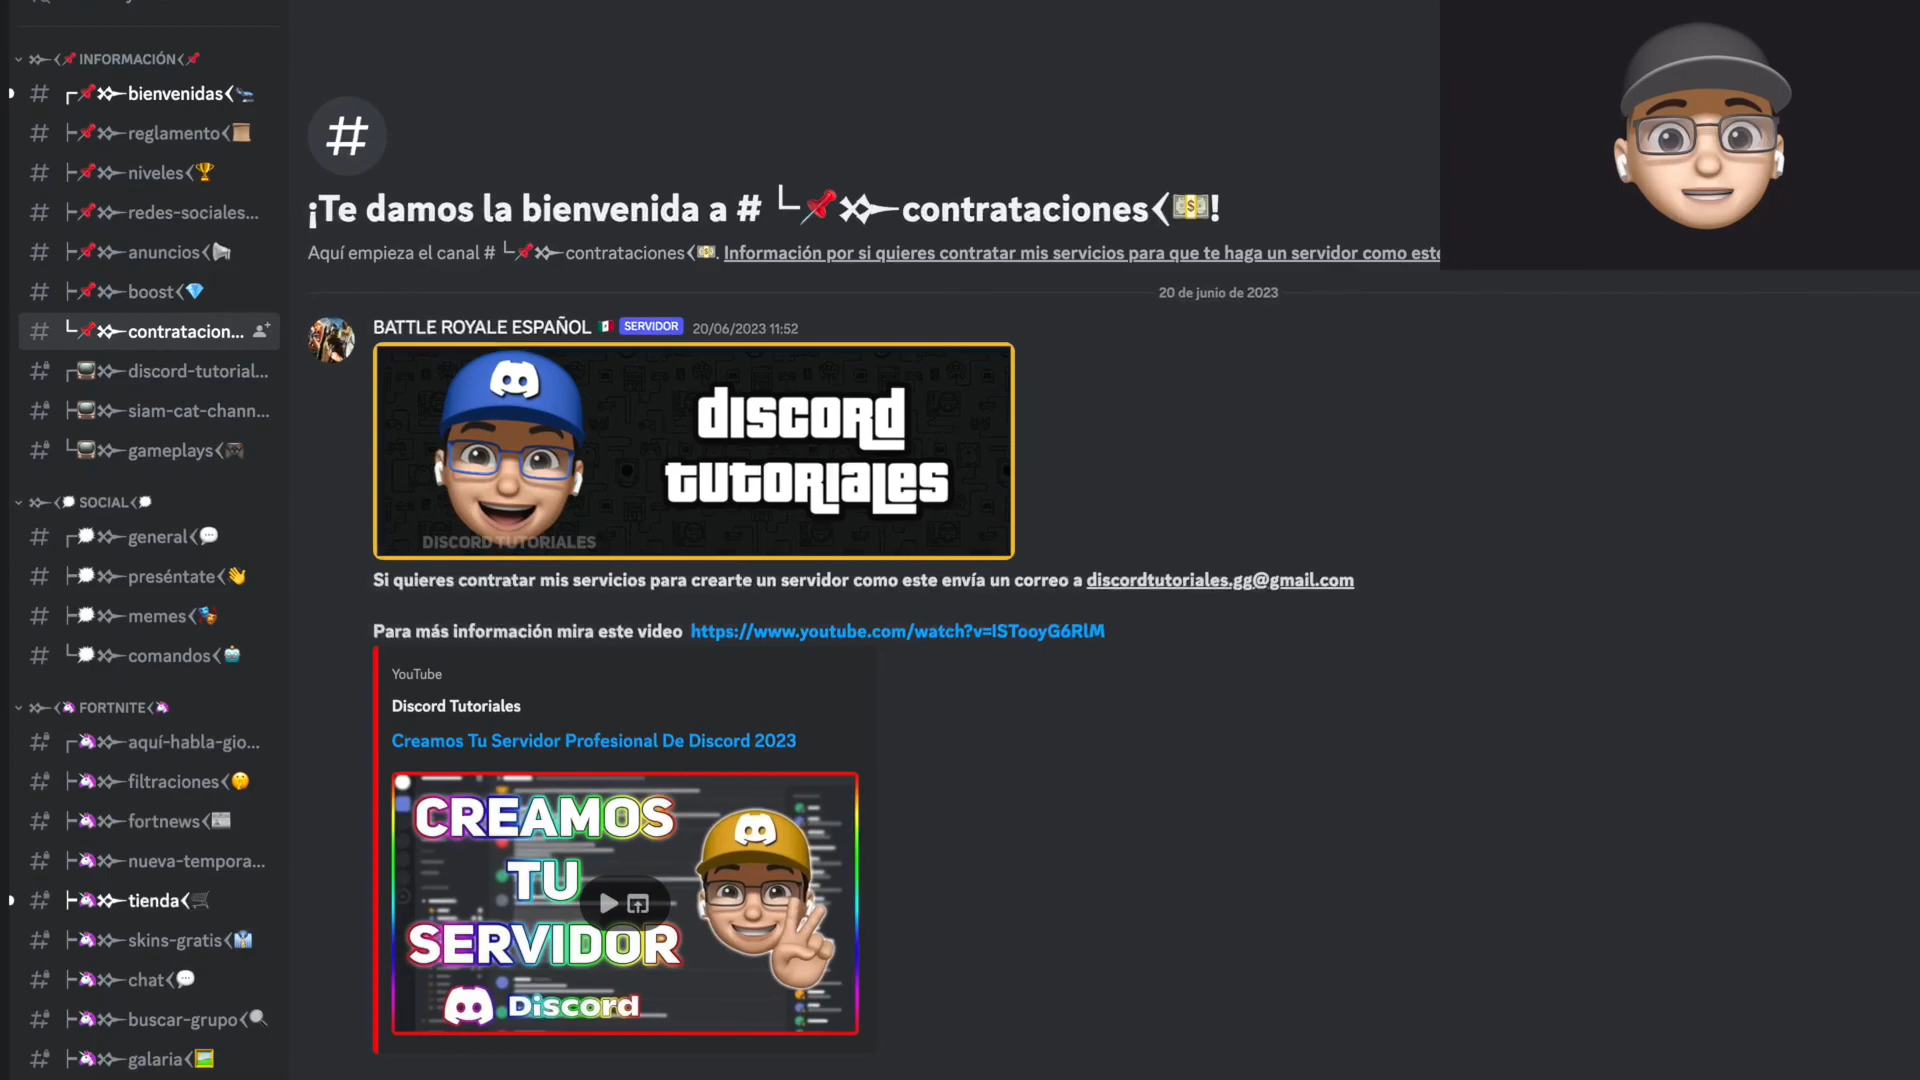 INFORMACIÓN
bienvenidas
reglamento
niveles
redes-sociales...
anuncios
boost
contratacion...
discord-tutorial...
siam-cat-chann...
gameplays
SOCIAL
general
preséntate
memes
comandos
FORTNITE
aquí-habla-gio...
filtraciones
fortnews
nueva-tempora...
tienda
skins-gratis
chat
buscar-grupo
galaria
¡Te damos la bienvenida a # contrataciones!
Aquí empieza el canal # contrataciones. Información por si quieres contratar mis servicios para que te haga un servidor como este
20 de junio de 2023
BATTLE ROYALE ESPAÑOL SERVIDOR 20/06/2023 11:52
DISCORD
TUTORIALES
DISCORD TUTORIALES
Si quieres contratar mis servicios para crearte un servidor como este envía un correo a discordtutoriales.gg@gmail.com
Para más información mira este video https://www.youtube.com/watch?v=ISTooyG6RlM
YouTube
Discord Tutoriales
Creamos Tu Servidor Profesional De Discord 2023
CREAMOS
TU
SERVIDOR
Discord